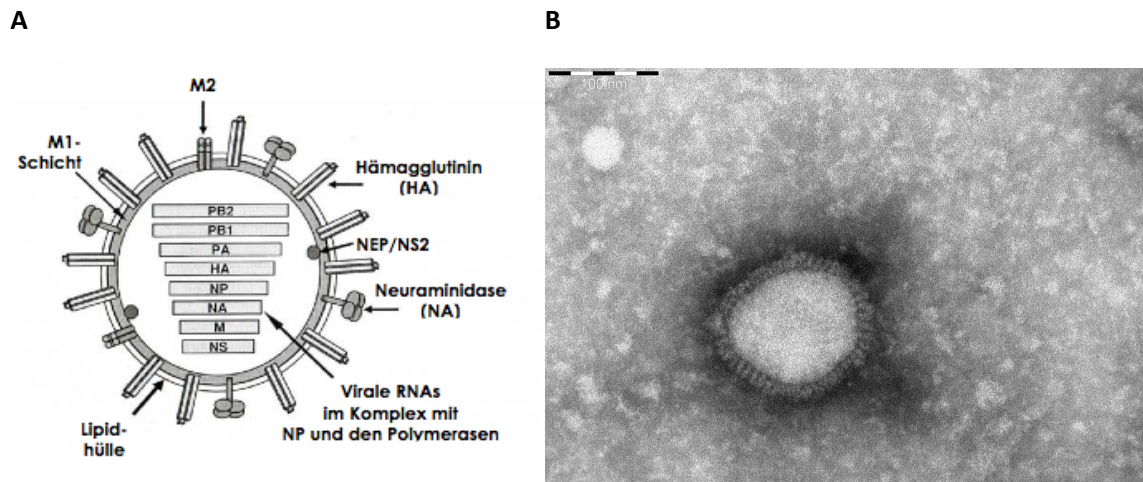 A
B
M2
M1-
Schicht
Hämagglutinin
(HA)
PB2
PB1
PA
HA
NP
NA
M
NS
NEP/NS2
Neuraminidase
(NA)
Virale RNAs
im Komplex mit
NP und den Polymerasen
Lipid-
hülle
100 nm